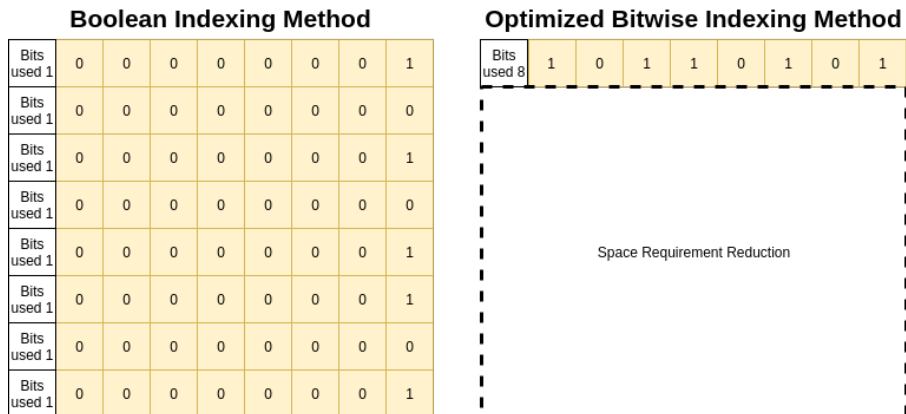 Boolean Indexing Method
Bits used 1 0 0 0 0 0 0 0 1
Bits used 1 0 0 0 0 0 0 0 0
Bits used 1 0 0 0 0 0 0 0 1
Bits used 1 0 0 0 0 0 0 0 0
Bits used 1 0 0 0 0 0 0 0 1
Bits used 1 0 0 0 0 0 0 0 1
Bits used 1 0 0 0 0 0 0 0 0
Bits used 1 0 0 0 0 0 0 0 1
Optimized Bitwise Indexing Method
Bits used 8 1 0 1 1 0 1 0 1
Space Requirement Reduction